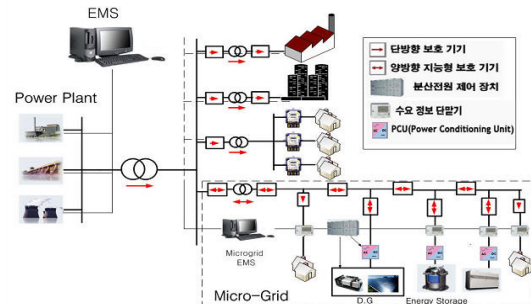 EMS
Power Plant
단방향 보호 기기
양방향 지능형 보호 기기
분산전원 제어 장치
수요 정보 단말기
PCU(Power Conditioning Unit)
Microgrid
EMS
Micro-Grid
D.G
Energy Storage